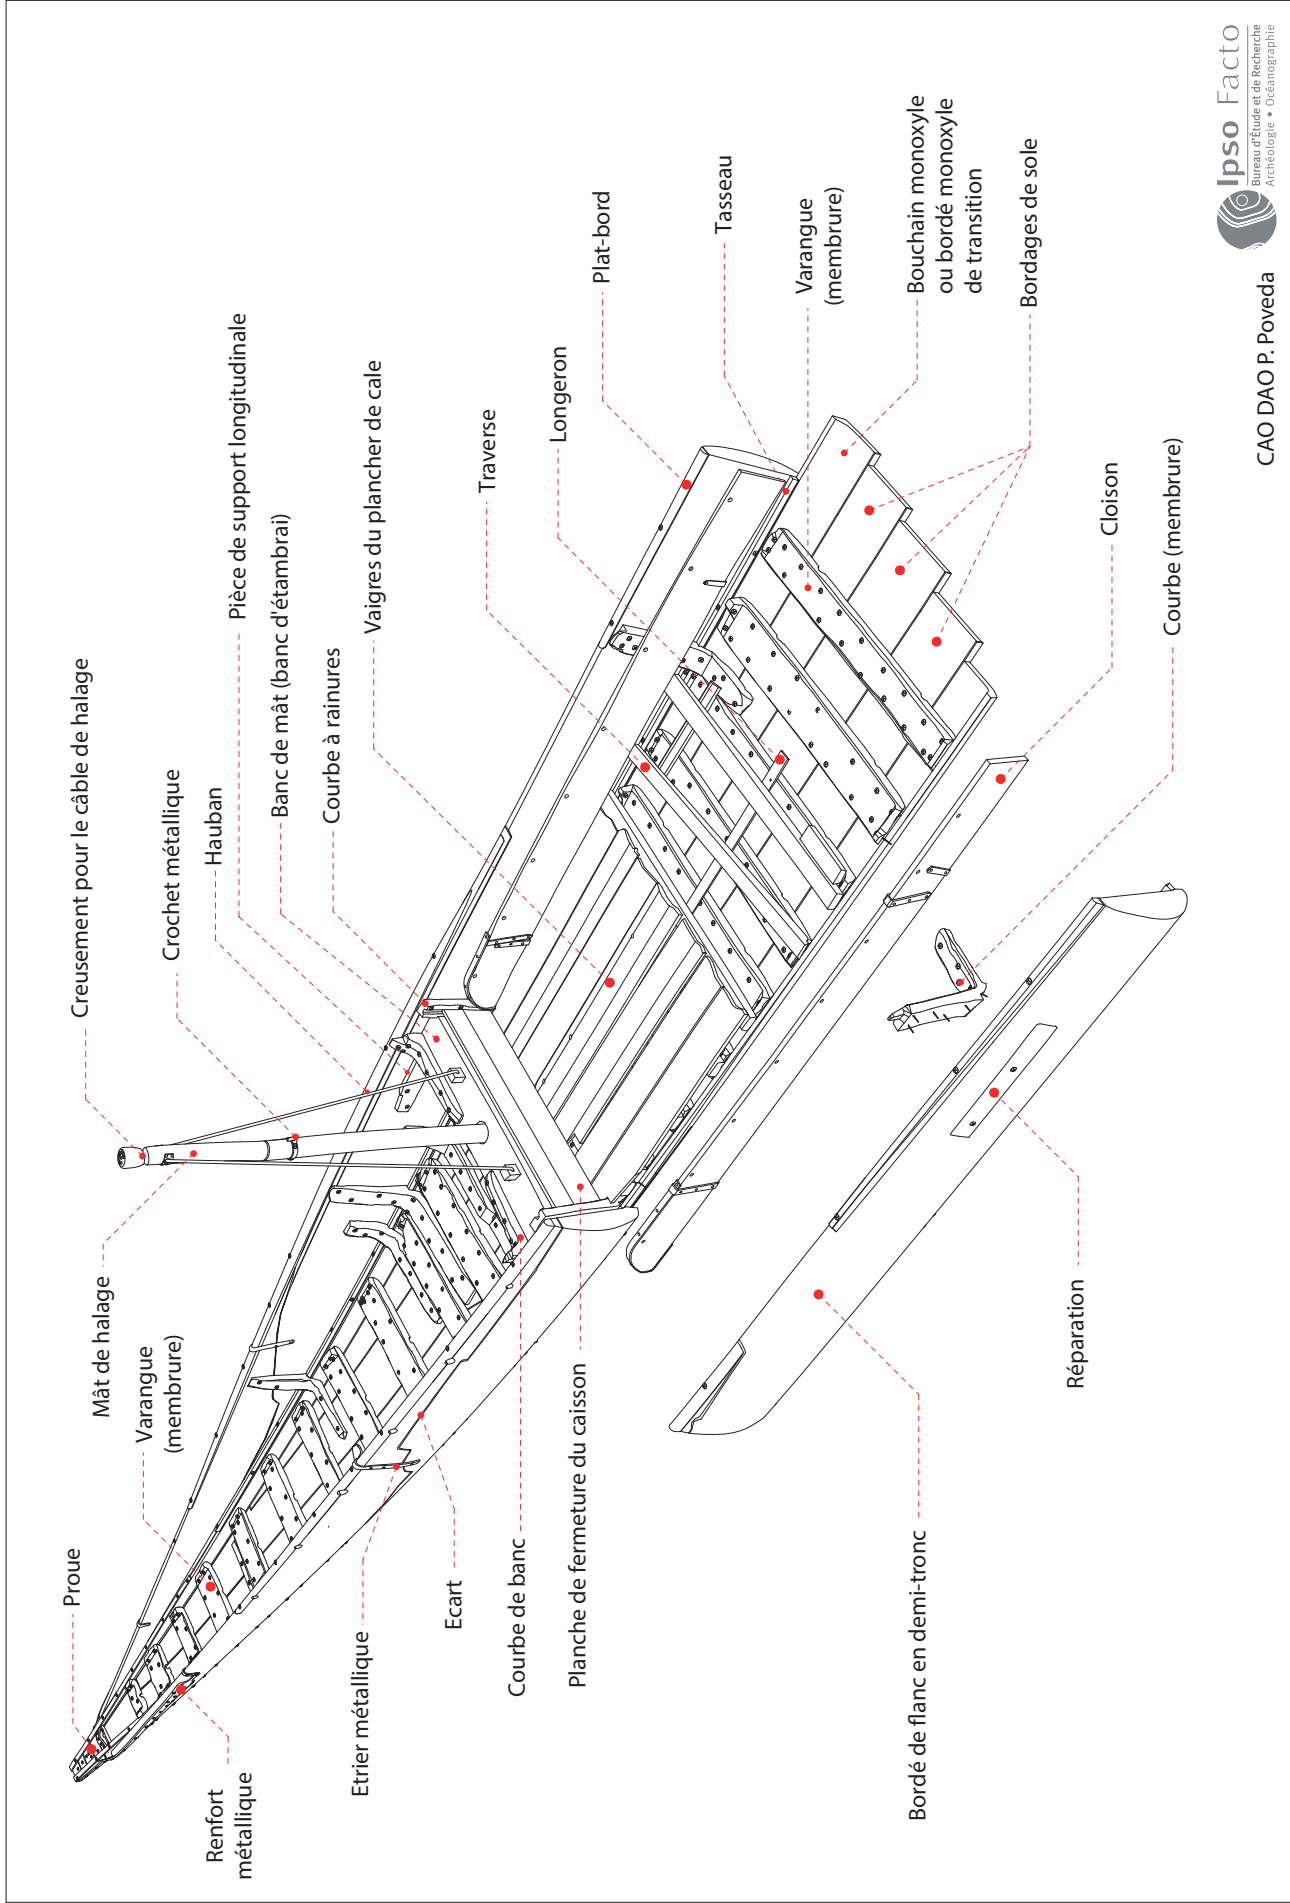 Proue
Renfort
métallique
Varangue
(membrure)
Mât de halage
Creusement pour le câble de halage
Crochet métallique
Hauban
Pièce de support longitudinale
Banc de mât (banc d'étambrai)
Courbe à rainures
Vaigres du plancher de cale
Traverse
Longeron
Plat-bord
Tasseau
Varangue
(membrure)
Bouchain monoxyle
ou bordé monoxyle
de transition
Bordages de sole
Etrier métallique
Ecart
Courbe de banc
Planche de fermeture du caisson
Bordé de flanc en demi-tronc
Réparation
Cloison
Courbe (membrure)
CAO DAO P. Poveda
Ipso Facto
Bureau d'Étude et de Recherche
Archéologie • Océanographie